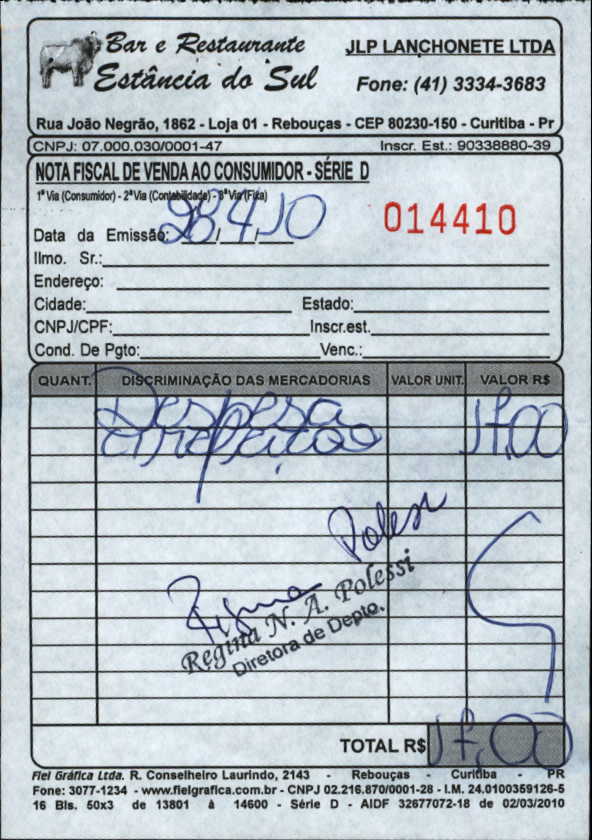 Bar e Restaurante
Estância do Sul
JLP LANCHONETE LTDA
Fone: (41) 3334-3683
Rua João Negrão, 1862 - Loja 01 - Rebouças - CEP 80230-150 - Curitiba - Pr
CNPJ: 07.000.030/0001-47 Inscr. Est.: 90338880-39
NOTA FISCAL DE VENDA AO CONSUMIDOR - SÉRIE D
1ª Via (Consumidor) - 2ª Via (Contabilidade) - 3ª Via (Fixa)
014410
Data da Emissão: 28/4/10
Ilmo. Sr.:
Endereço:
Cidade: Estado:
CNPJ/CPF: Inscr.est.
Cond. De Pgto: Venc.:
QUANT. DISCRIMINAÇÃO DAS MERCADORIAS VALOR UNIT. VALOR R$
Despesa
c/refeição 17,00
Regina Polessi
Regina N. A. Polessi
Diretora de Depto.
TOTAL R$ 17,00
Fiel Gráfica Ltda. R. Conselheiro Laurindo, 2143 - Rebouças - Curitiba - PR
Fone: 3077-1234 - www.fielgrafica.com.br - CNPJ 02.216.870/0001-28 - I.M. 24.0100359126-5
16 Bls. 50x3 de 13801 à 14600 - Série D - AIDF 32677072-18 de 02/03/2010